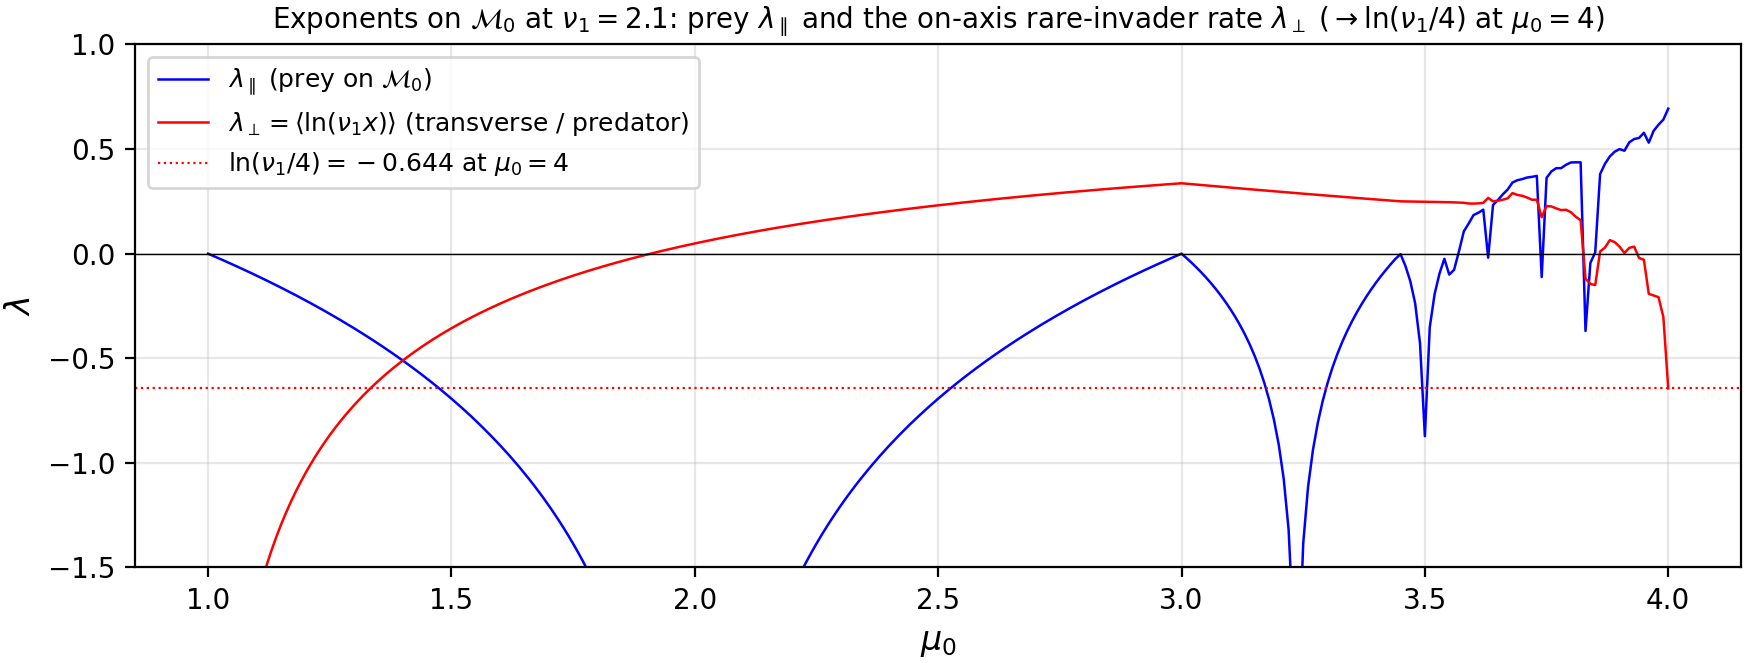 Exponents on ℳ₀ at ν₁ = 2.1: prey λ∥ and the on-axis rare-invader rate λ⊥ (→ ln(ν₁/4) at μ₀ = 4)
λ∥ (prey on ℳ₀)
λ⊥ = ⟨ln(ν₁x)⟩ (transverse / predator)
ln(ν₁/4) = −0.644 at μ₀ = 4
1.0
0.5
0.0
−0.5
−1.0
−1.5
λ
1.0 1.5 2.0 2.5 3.0 3.5 4.0
μ₀